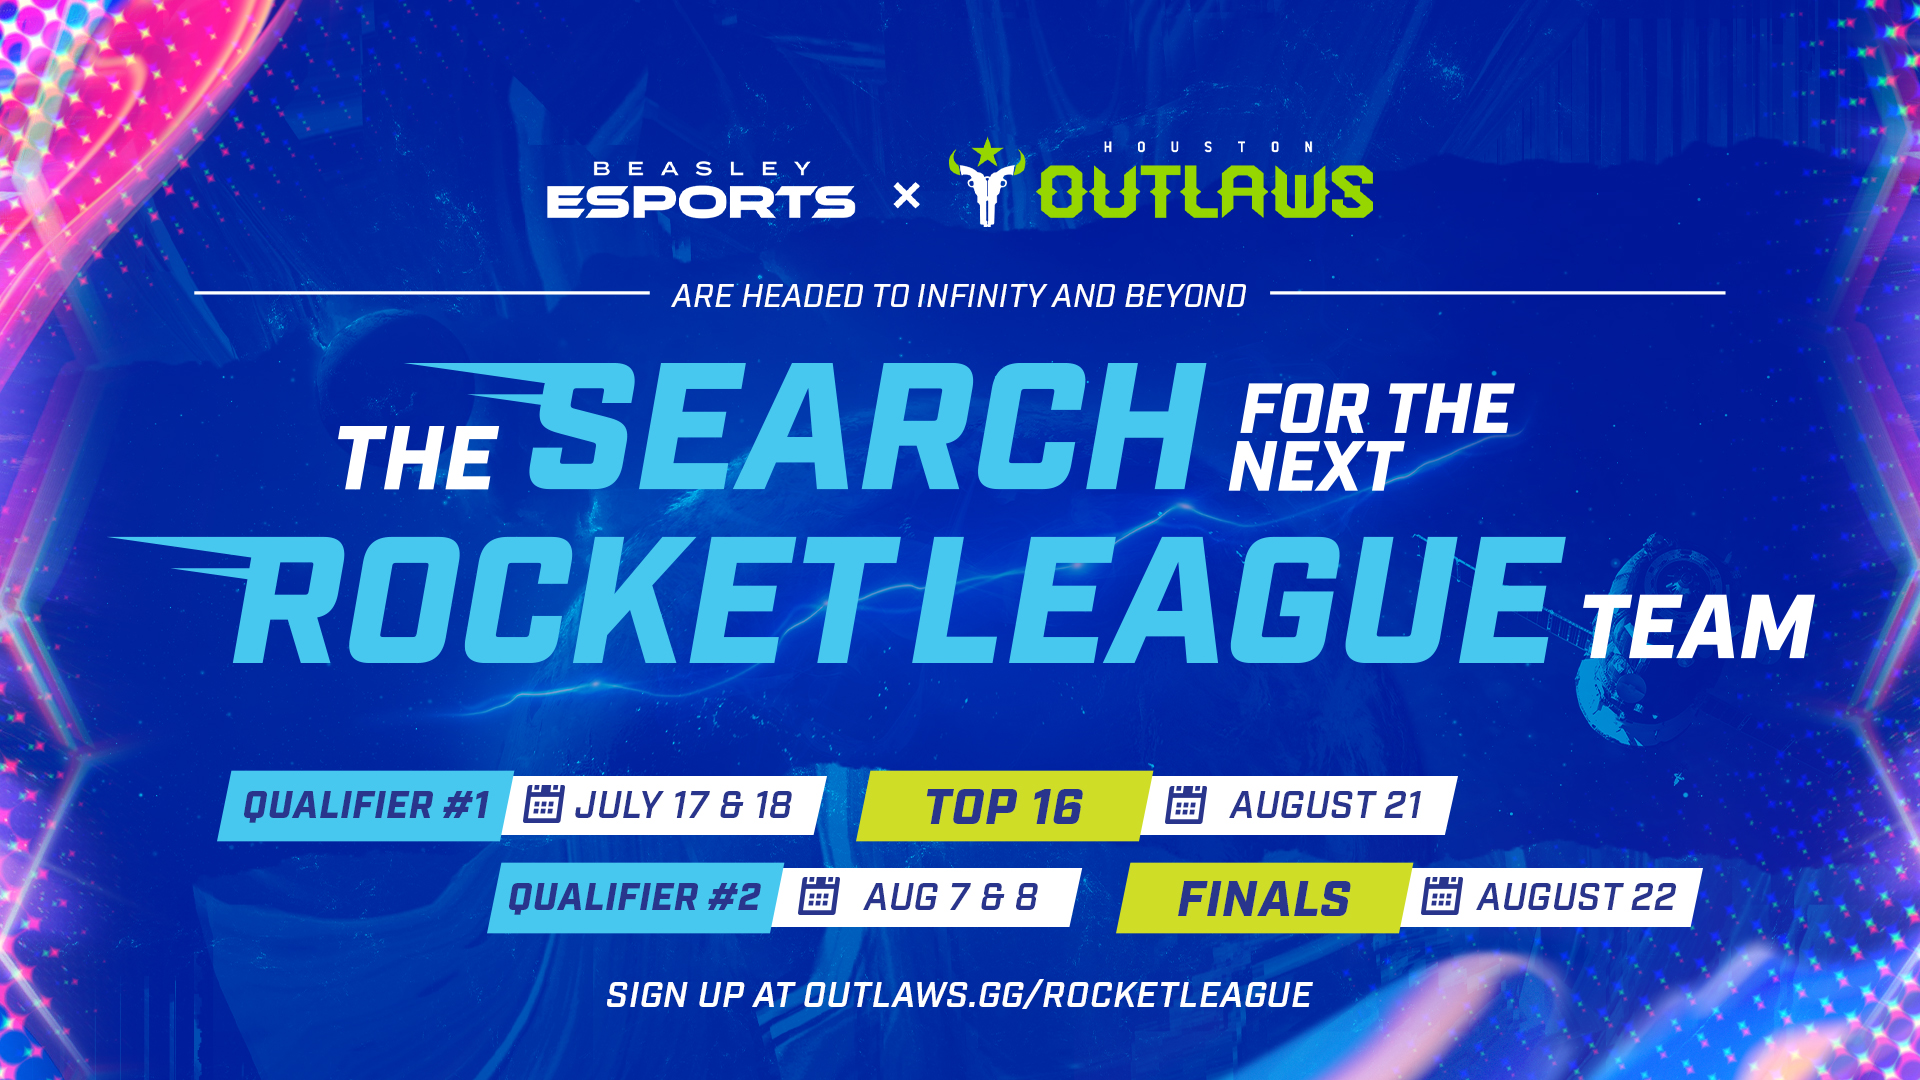 BEASLEY
ESPORTS × HOUSTON OUTLAWS
ARE HEADED TO INFINITY AND BEYOND
THE SEARCH FOR THE NEXT
ROCKET LEAGUE TEAM
QUALIFIER #1 JULY 17 & 18
TOP 16 AUGUST 21
QUALIFIER #2 AUG 7 & 8
FINALS AUGUST 22
SIGN UP AT OUTLAWS.GG/ROCKETLEAGUE